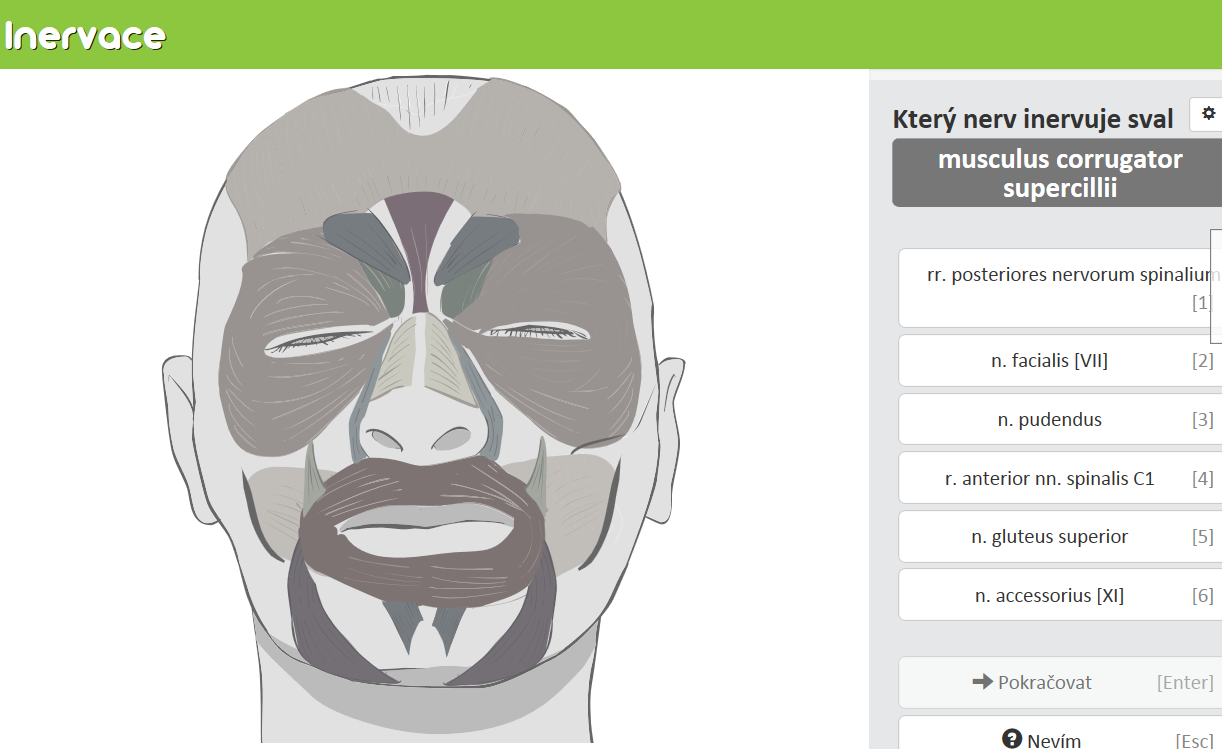 Inervace
Který nerv inervuje sval
musculus corrugator
supercillii
rr. posteriores nervorum spinalium
[1]
n. facialis [VII] [2]
n. pudendus [3]
r. anterior nn. spinalis C1 [4]
n. gluteus superior [5]
n. accessorius [XI] [6]
Pokračovat [Enter]
Nevím [Esc]